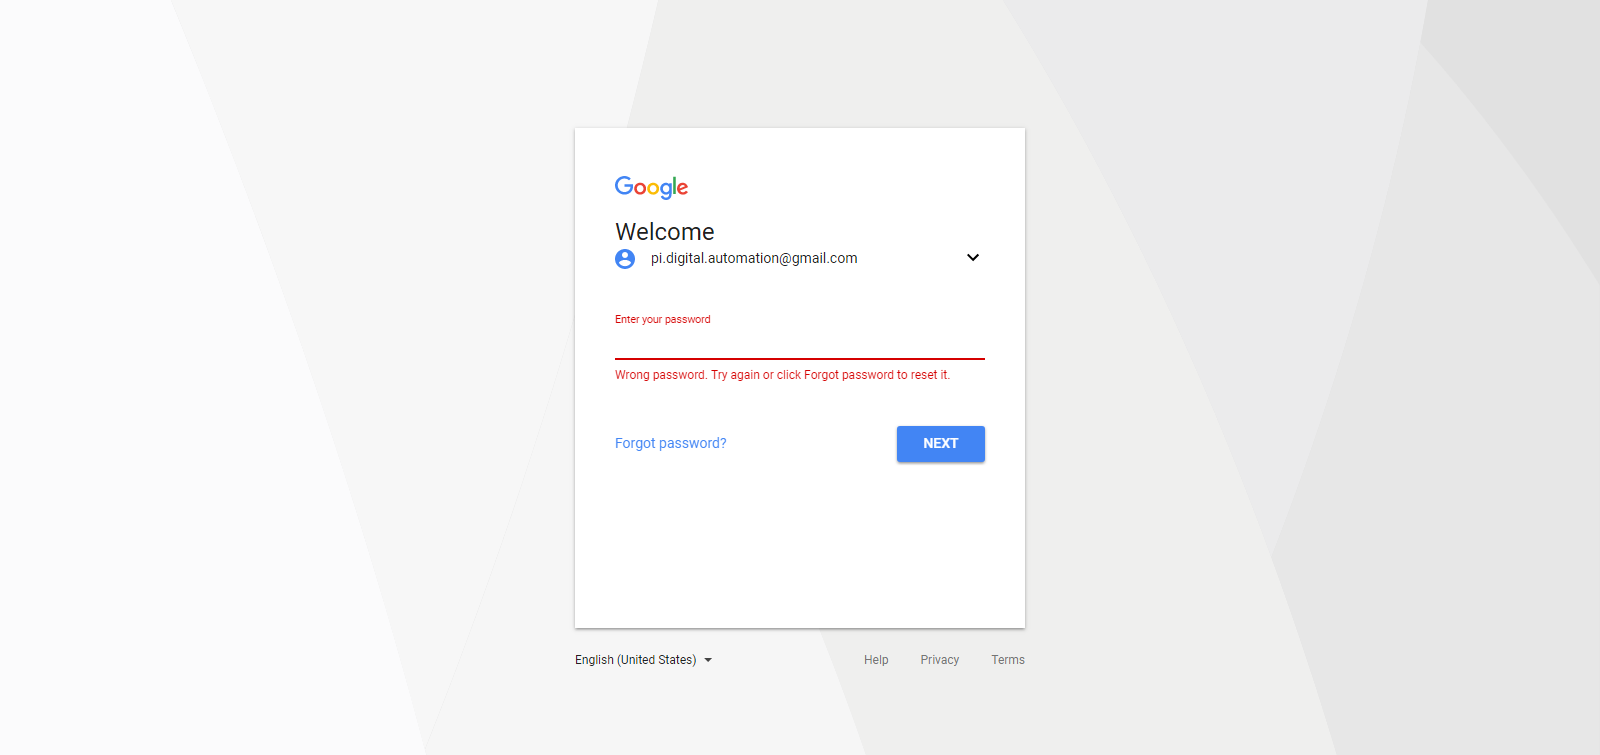 Google
Welcome
pi.digital.automation@gmail.com
Enter your password
Wrong password. Try again or click Forgot password to reset it.
Forgot password?
NEXT
English (United States)
Help
Privacy
Terms